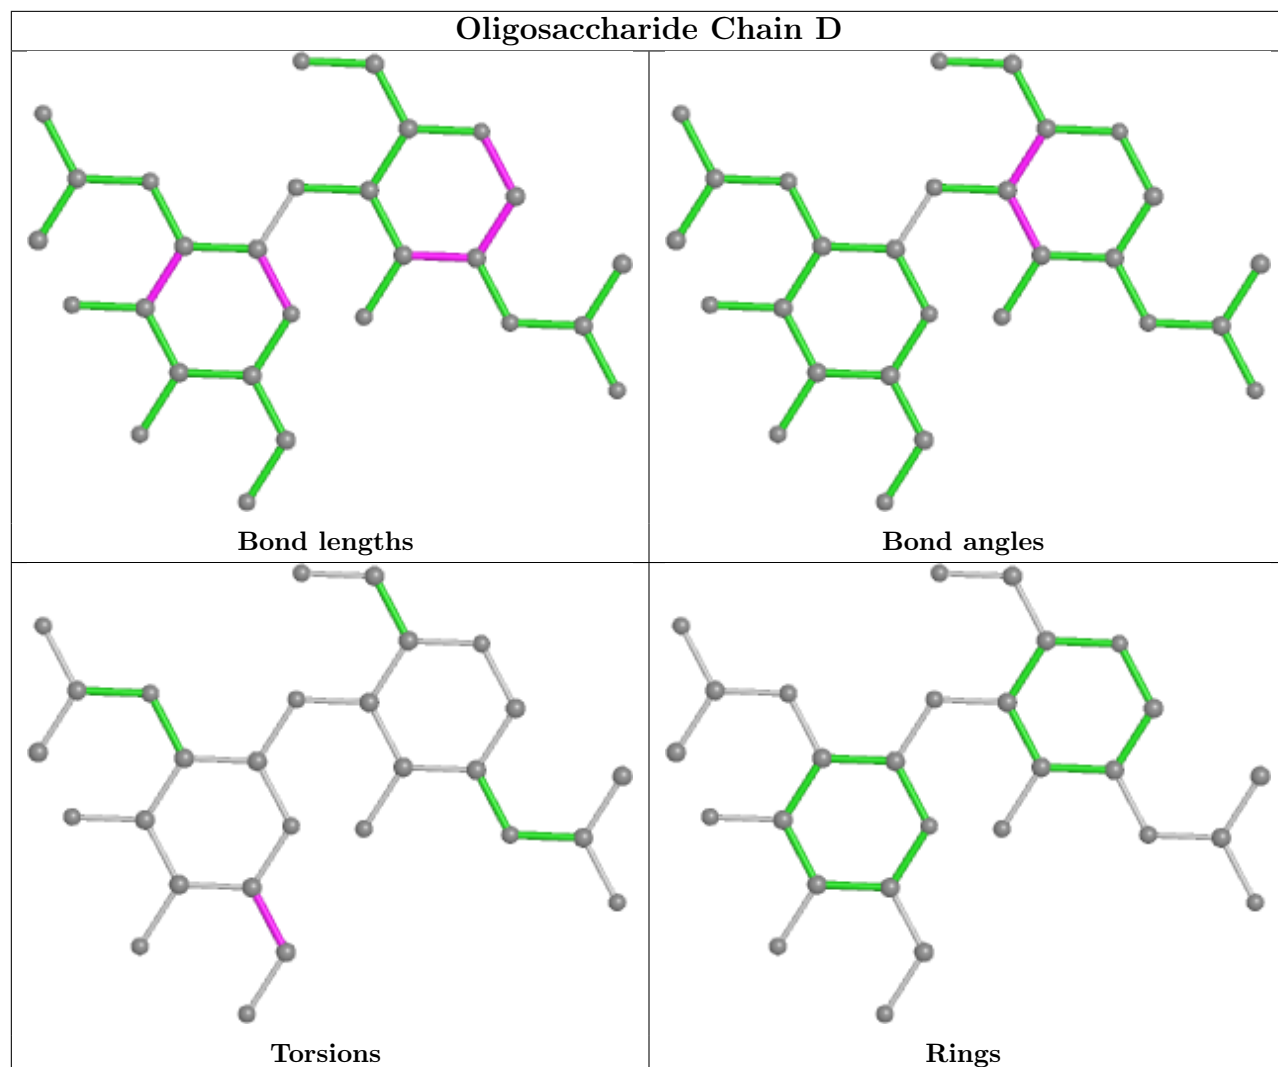 Oligosaccharide Chain D
Bond lengths
Bond angles
Torsions
Rings